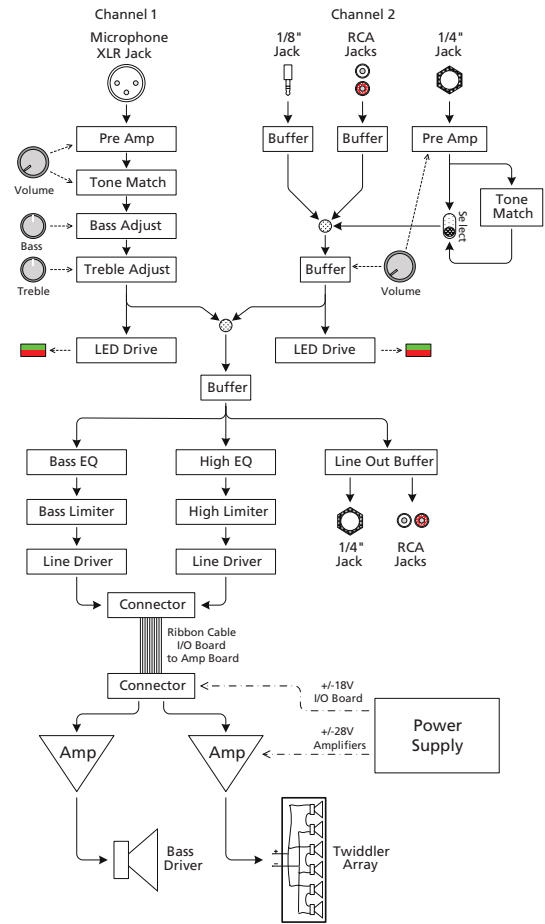 Channel 1
Channel 2
Microphone
XLR Jack
1/8"
Jack
RCA
Jacks
1/4"
Jack
Pre Amp
Buffer
Buffer
Pre Amp
Volume
Tone Match
Tone
Match
Select
Bass Adjust
Bass
Treble Adjust
Treble
Buffer
Volume
LED Drive
LED Drive
Buffer
Bass EQ
High EQ
Line Out Buffer
Bass Limiter
High Limiter
1/4"
Jack
RCA
Jacks
Line Driver
Line Driver
Connector
Ribbon Cable
I/O Board
to Amp Board
Connector
+/-18V
I/O Board
+/-28V
Amplifiers
Power
Supply
Amp
Amp
Bass
Driver
+
-
Twiddler
Array